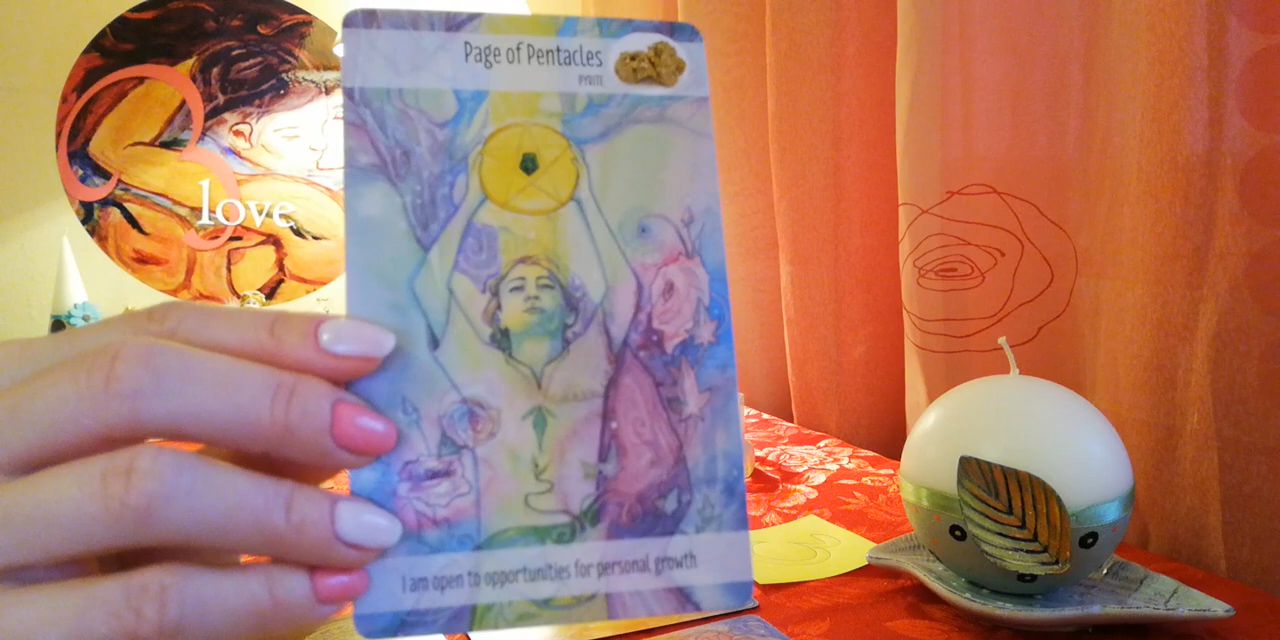 Page of Pentacles
PYRITE
love
I am open to opportunities for personal growth